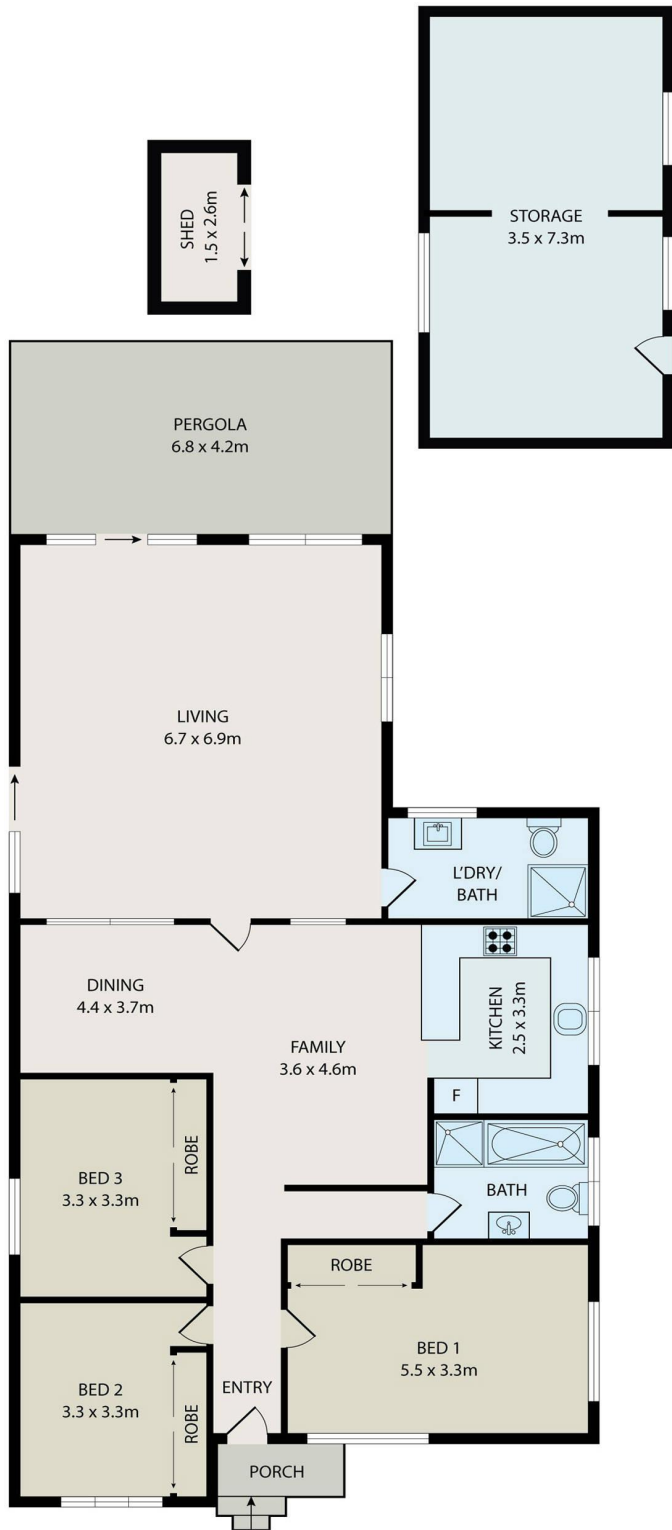 STORAGE
3.5 x 7.3m
SHED
1.5 x 2.6m
PERGOLA
6.8 x 4.2m
LIVING
6.7 x 6.9m
L'DRY/
BATH
DINING
4.4 x 3.7m
KITCHEN
2.5 x 3.3m
FAMILY
3.6 x 4.6m
F
BED 3
3.3 x 3.3m
ROBE
BATH
ROBE
BED 1
5.5 x 3.3m
BED 2
3.3 x 3.3m
ROBE
ENTRY
PORCH